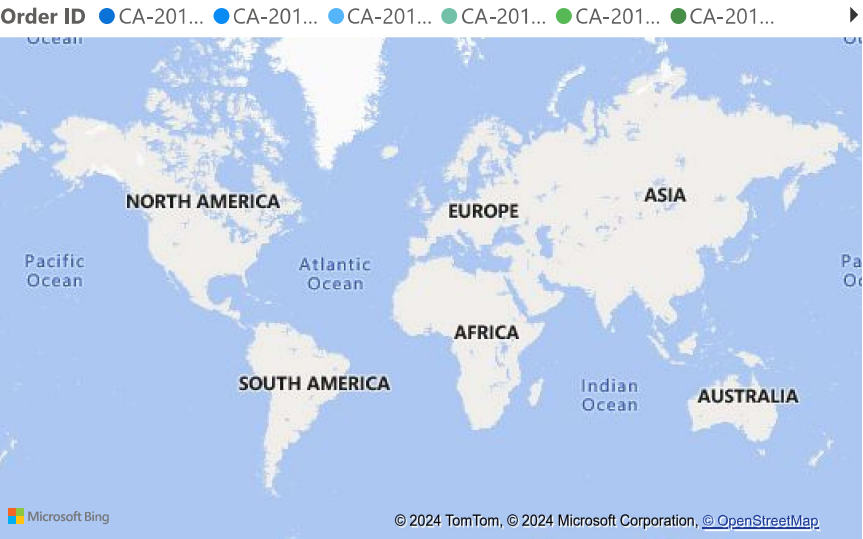 Order ID CA-201... CA-201... CA-201... CA-201... CA-201... CA-201...
Ocean
NORTH AMERICA
EUROPE
ASIA
Pacific
Ocean
Atlantic
Ocean
Pa
AFRICA
SOUTH AMERICA
Indian
Ocean
AUSTRALIA
Microsoft Bing
© 2024 TomTom, © 2024 Microsoft Corporation, © OpenStreetMap